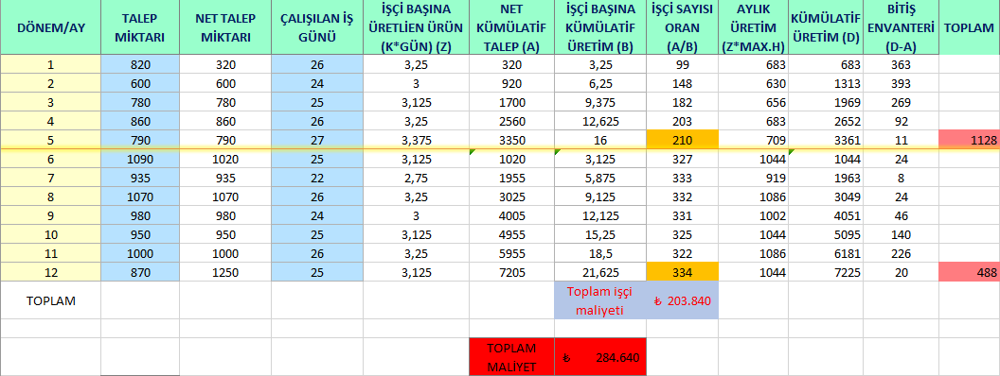 DÖNEM/AY TALEP MİKTARI NET TALEP MİKTARI ÇALIŞILAN İŞ GÜNÜ İŞÇİ BAŞINA ÜRETLİEN ÜRÜN (K*GÜN) (Z) NET KÜMÜLATİF TALEP (A) İŞÇİ BAŞINA KÜMÜLATİF ÜRETİM (B) İŞÇİ SAYISI ORAN (A/B) AYLIK ÜRETİM (Z*MAX.H) KÜMÜLATİF ÜRETİM (D) BİTİŞ ENVANTERİ (D-A) TOPLAM
1 820 320 26 3,25 320 3,25 99 683 683 363
2 600 600 24 3 920 6,25 148 630 1313 393
3 780 780 25 3,125 1700 9,375 182 656 1969 269
4 860 860 26 3,25 2560 12,625 203 683 2652 92
5 790 790 27 3,375 3350 16 210 709 3361 11 1128
6 1090 1020 25 3,125 1020 3,125 327 1044 1044 24
7 935 935 22 2,75 1955 5,875 333 919 1963 8
8 1070 1070 26 3,25 3025 9,125 332 1086 3049 24
9 980 980 24 3 4005 12,125 331 1002 4051 46
10 950 950 25 3,125 4955 15,25 325 1044 5095 140
11 1000 1000 26 3,25 5955 18,5 322 1086 6181 226
12 870 1250 25 3,125 7205 21,625 334 1044 7225 20 488
TOPLAM Toplam işçi maliyeti ₺ 203.840
TOPLAM MALİYET ₺ 284.640